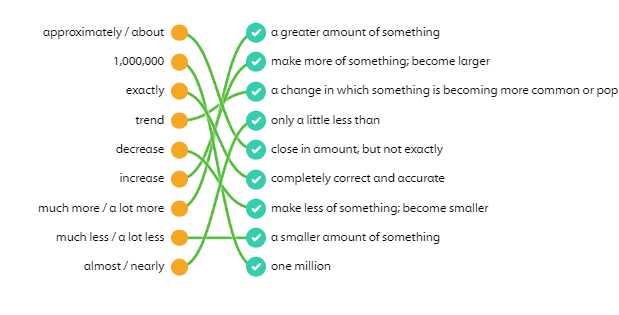 approximately / about
a greater amount of something
1,000,000
make more of something; become larger
exactly
a change in which something is becoming more common or pop
trend
only a little less than
decrease
close in amount, but not exactly
increase
completely correct and accurate
much more / a lot more
make less of something; become smaller
much less / a lot less
a smaller amount of something
almost / nearly
one million